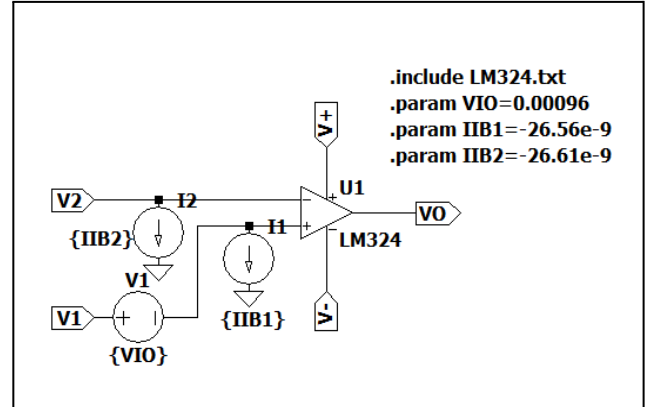 .include LM324.txt
.param VIO=0.00096
.param IIB1=-26.56e-9
.param IIB2=-26.61e-9
V+
U1
V2
I2
I1
VO
{IIB2}
LM324
V1
V1
{IIB1}
V-
{VIO}